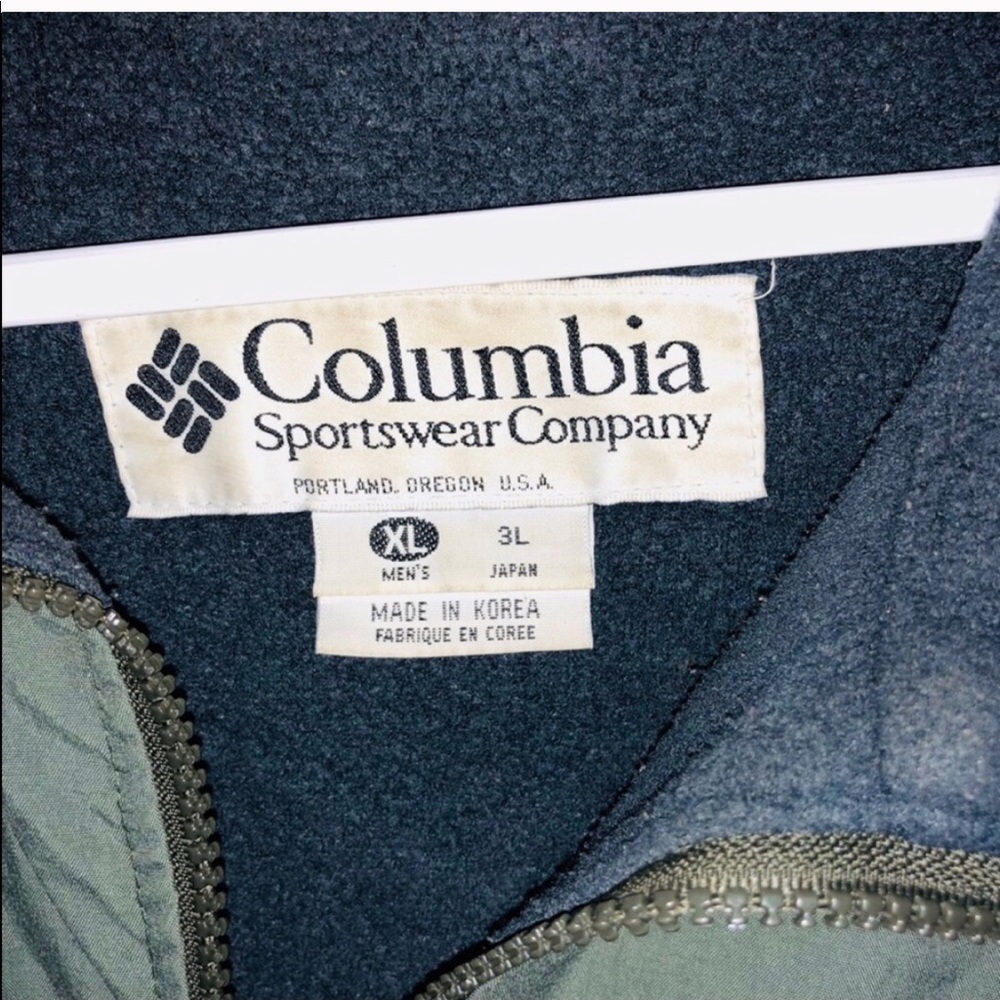 Columbia
Sportswear Company
PORTLAND, OREGON U.S.A.
XL 3L
MEN'S JAPAN
MADE IN KOREA
FABRIQUE EN COREE